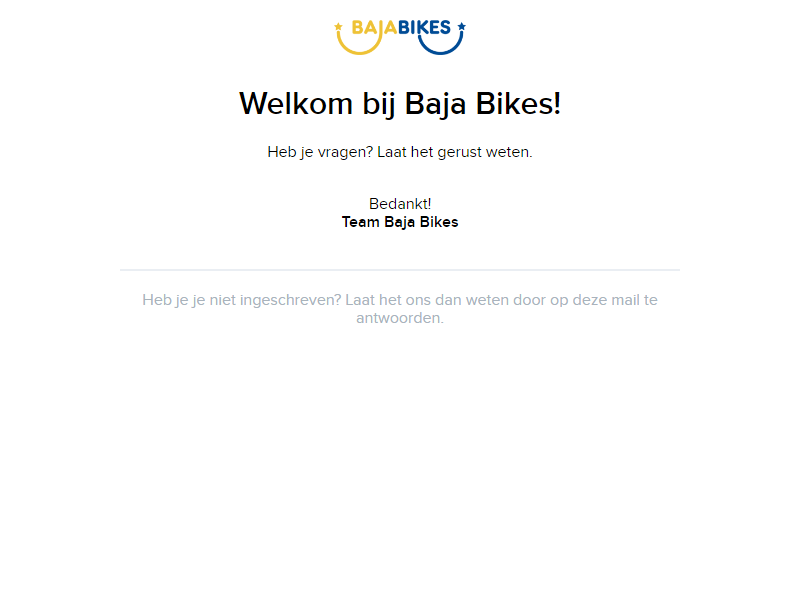 BAJABIKES
Welkom bij Baja Bikes!
Heb je vragen? Laat het gerust weten.
Bedankt!
Team Baja Bikes
Heb je je niet ingeschreven? Laat het ons dan weten door op deze mail te
antwoorden.